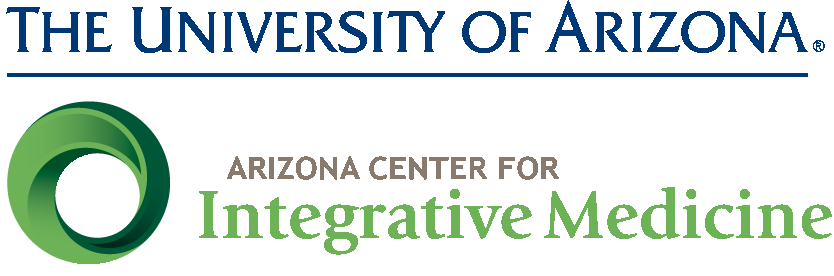 THE UNIVERSITY OF ARIZONA®
ARIZONA CENTER FOR
Integrative Medicine